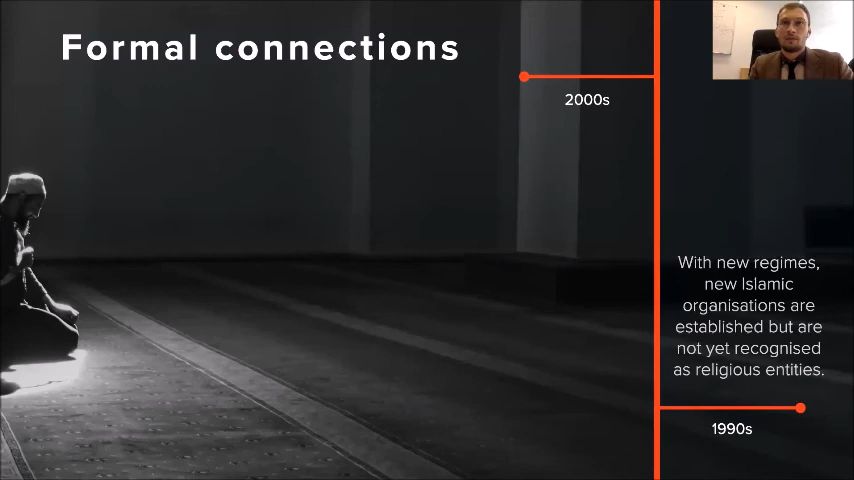 Formal connections
2000s
With new regimes,
new Islamic
organisations are
established but are
not yet recognised
as religious entities.
1990s